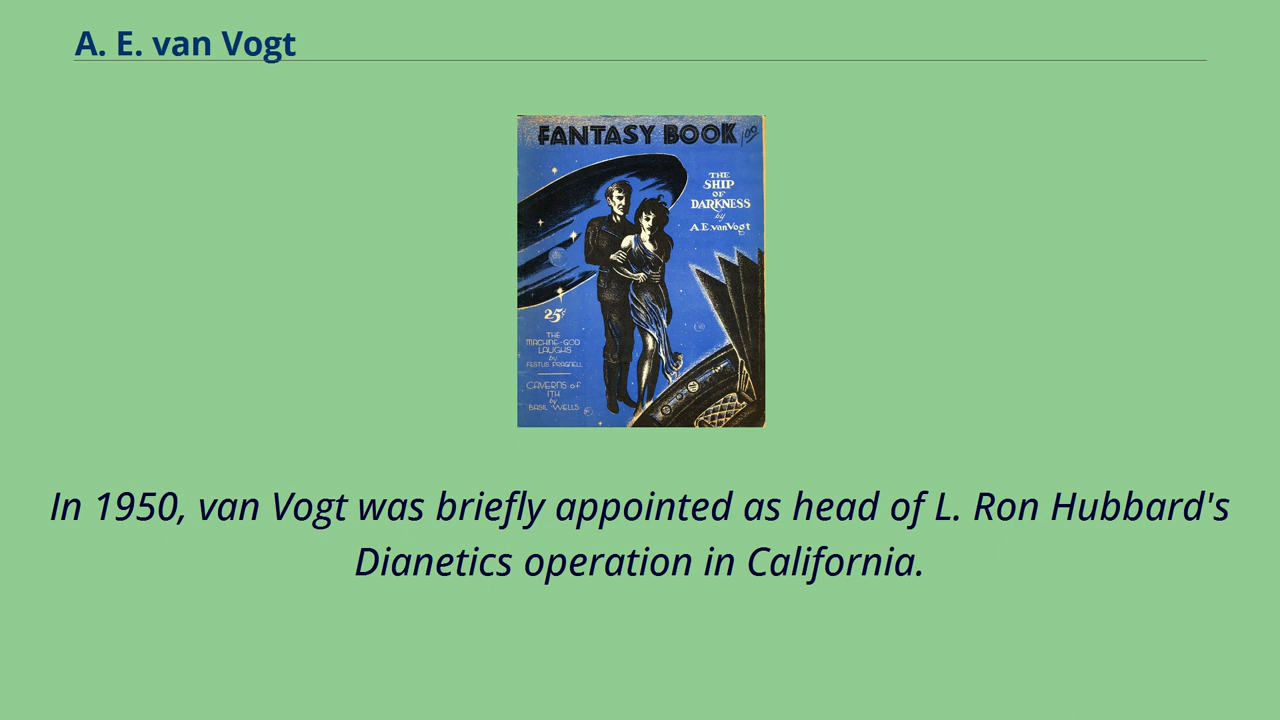 A. E. van Vogt
FANTASY BOOK
100
THE
SHIP
OF
DARKNESS
by
A.E. van Vogt
25¢
THE
MACHINE-GOD
LAUGHS
by
FESTUS PRAGNELL
CAVERNS of
ITH
by
BASIL WELLS
In 1950, van Vogt was briefly appointed as head of L. Ron Hubbard's
Dianetics operation in California.